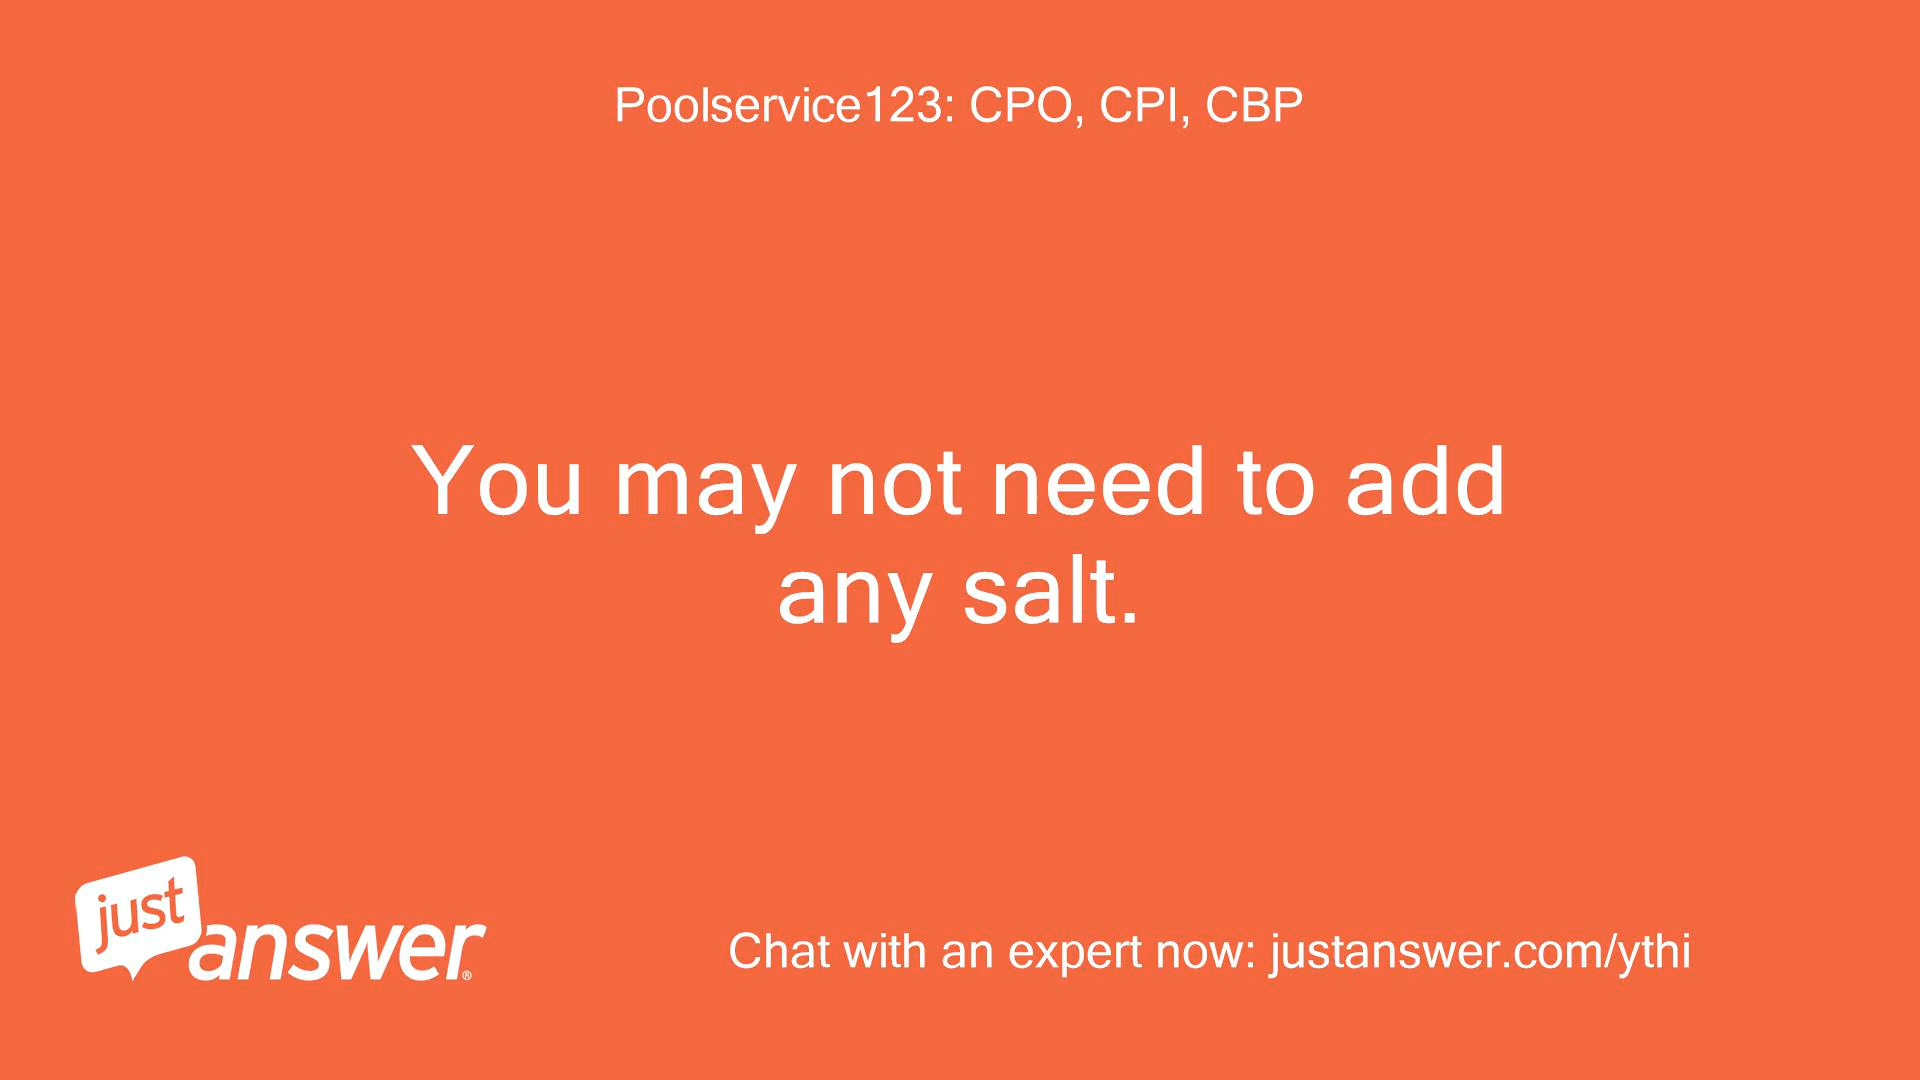 Poolservice123: CPO, CPI, CBP
You may not need to add
any salt.
just
answer®
Chat with an expert now: justanswer.com/ythi